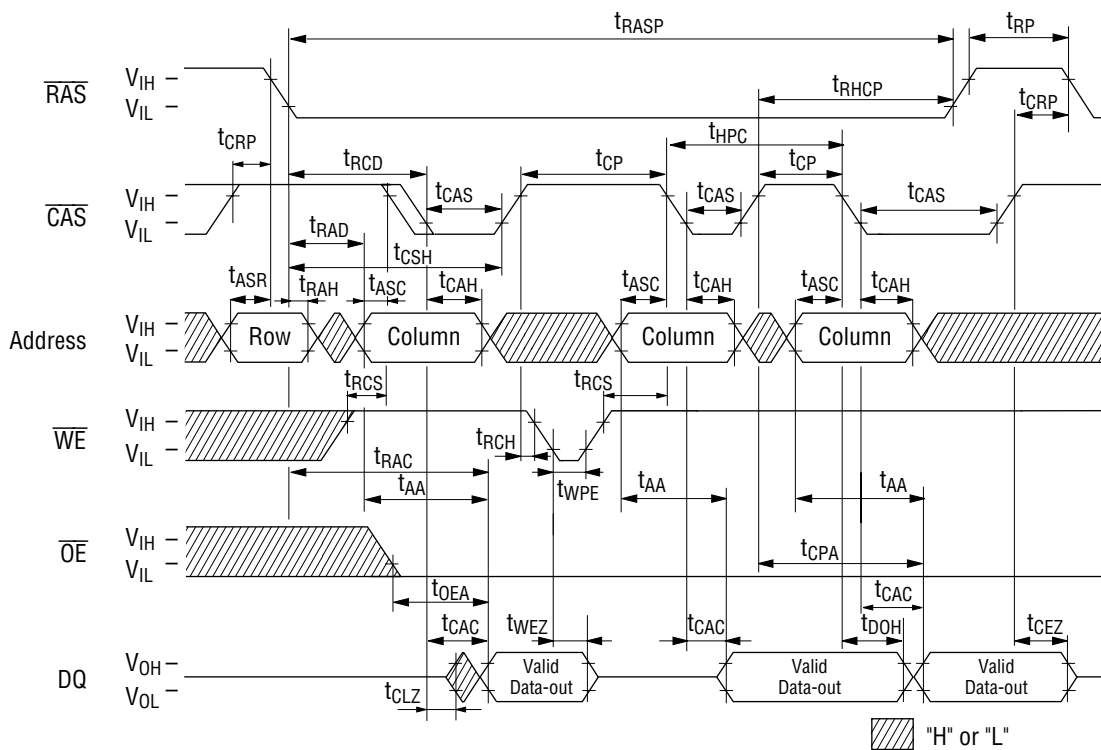 tRASP
tRP
RAS
VIH
VIL
tRHCP
tCRP
tCRP
tHPC
tRCD
tCP
tCP
CAS
VIH
VIL
tCAS
tCAS
tCAS
tRAD
tCSH
tASR
tRAH
tASC
tCAH
tASC
tCAH
tASC
tCAH
Address
VIH
VIL
Row
Column
Column
Column
tRCS
tRCS
WE
VIH
VIL
tRCH
tRAC
tWPE
tAA
tAA
tAA
OE
VIH
VIL
tCPA
tOEA
tCAC
tCAC
tWEZ
tCAC
tDOH
tCEZ
DQ
VOH
VOL
Valid
Data-out
Valid
Data-out
Valid
Data-out
tCLZ
"H" or "L"